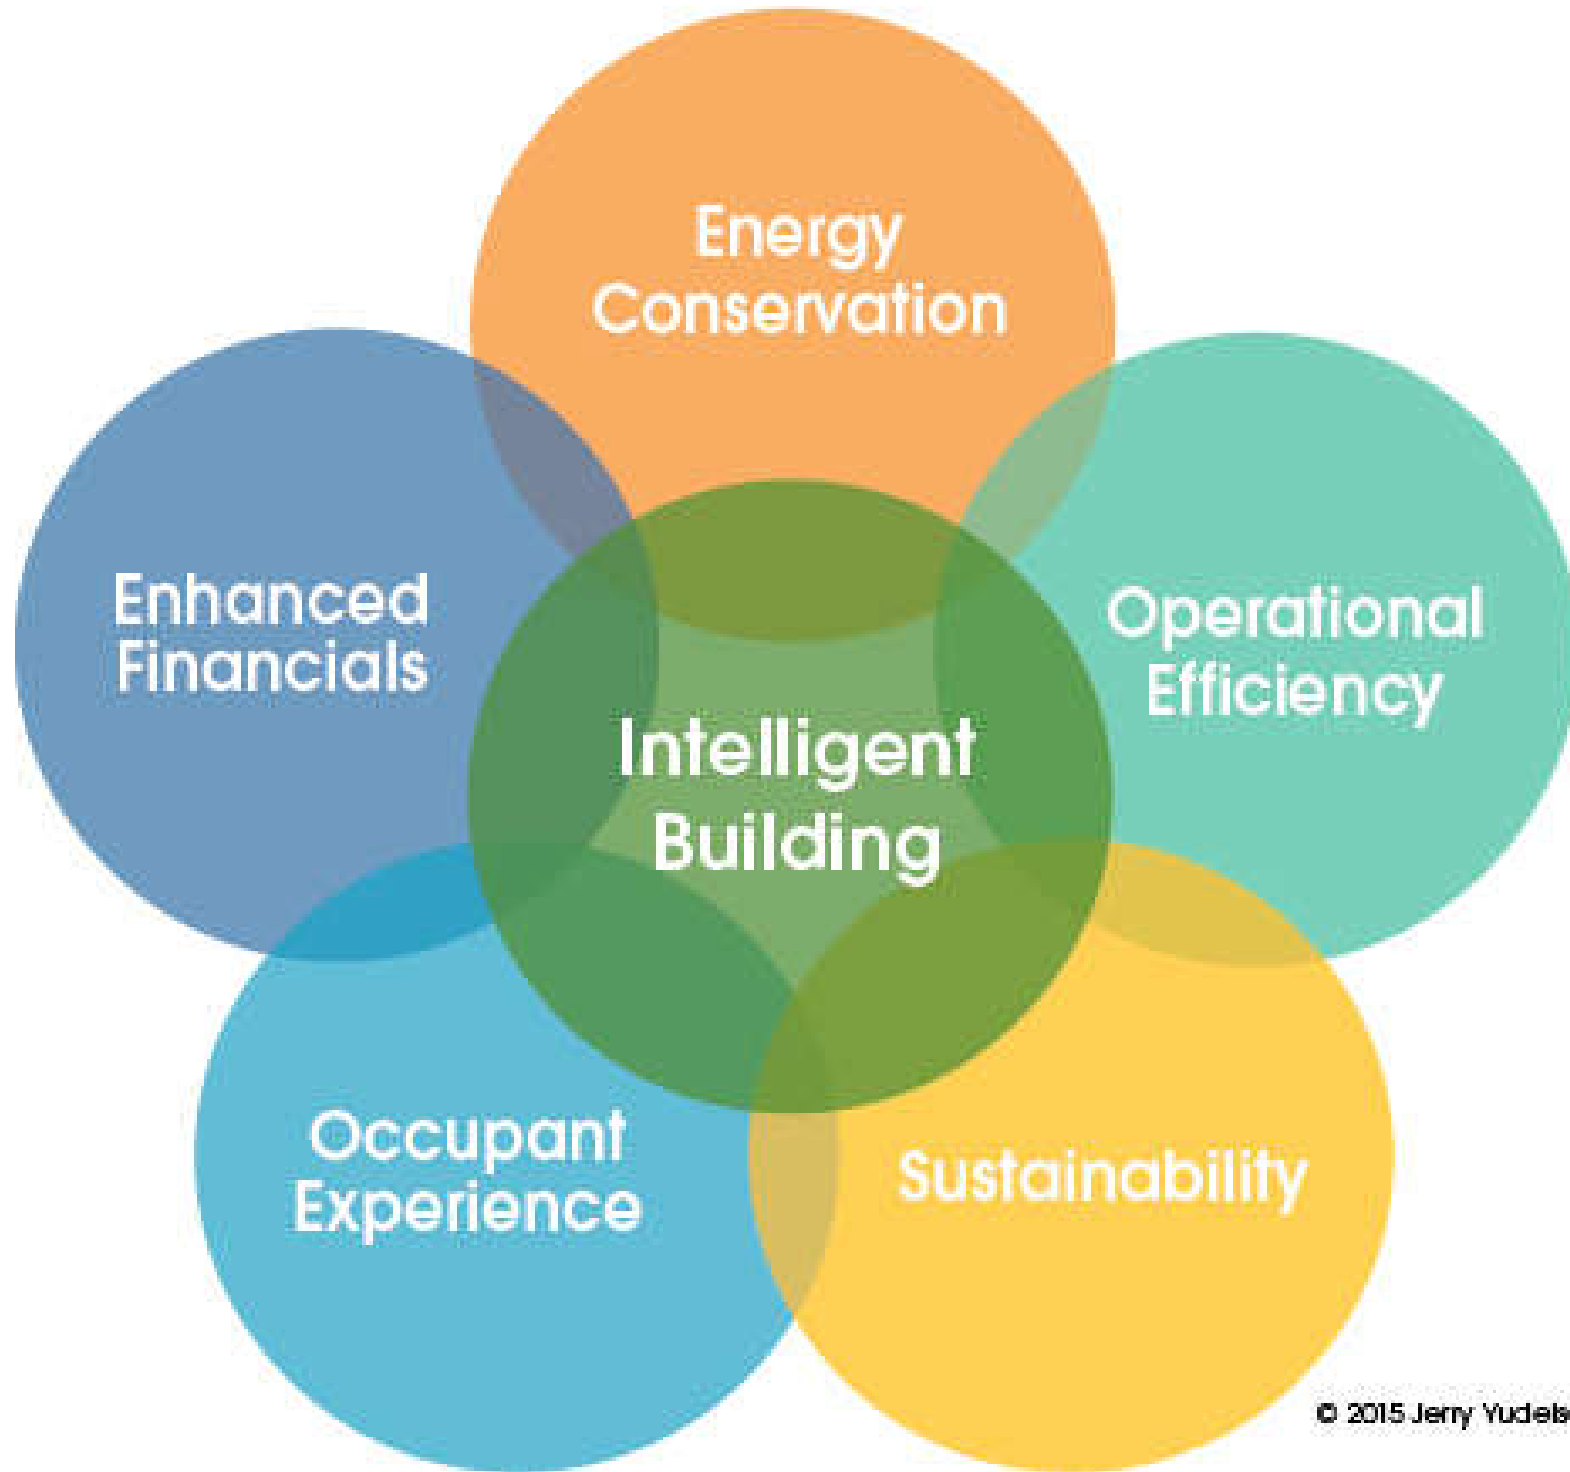 Energy
Conservation
Enhanced
Financials
Operational
Efficiency
Intelligent
Building
Occupant
Experience
Sustainability
© 2015 Jerry Yudels